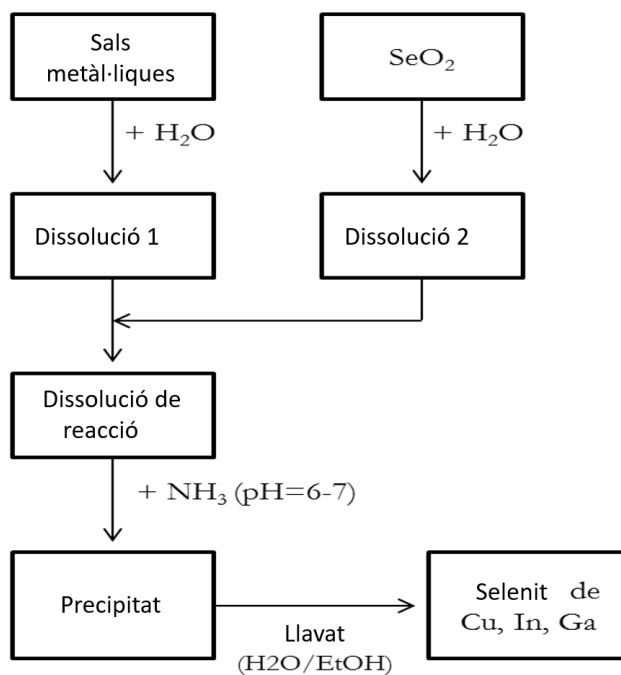 Sals
metàl·liques
SeO₂
+ H₂O
+ H₂O
Dissolució 1
Dissolució 2
Dissolució de
reacció
+ NH₃ (pH=6-7)
Precipitat
Llavat
(H2O/EtOH)
Selenit de
Cu, In, Ga